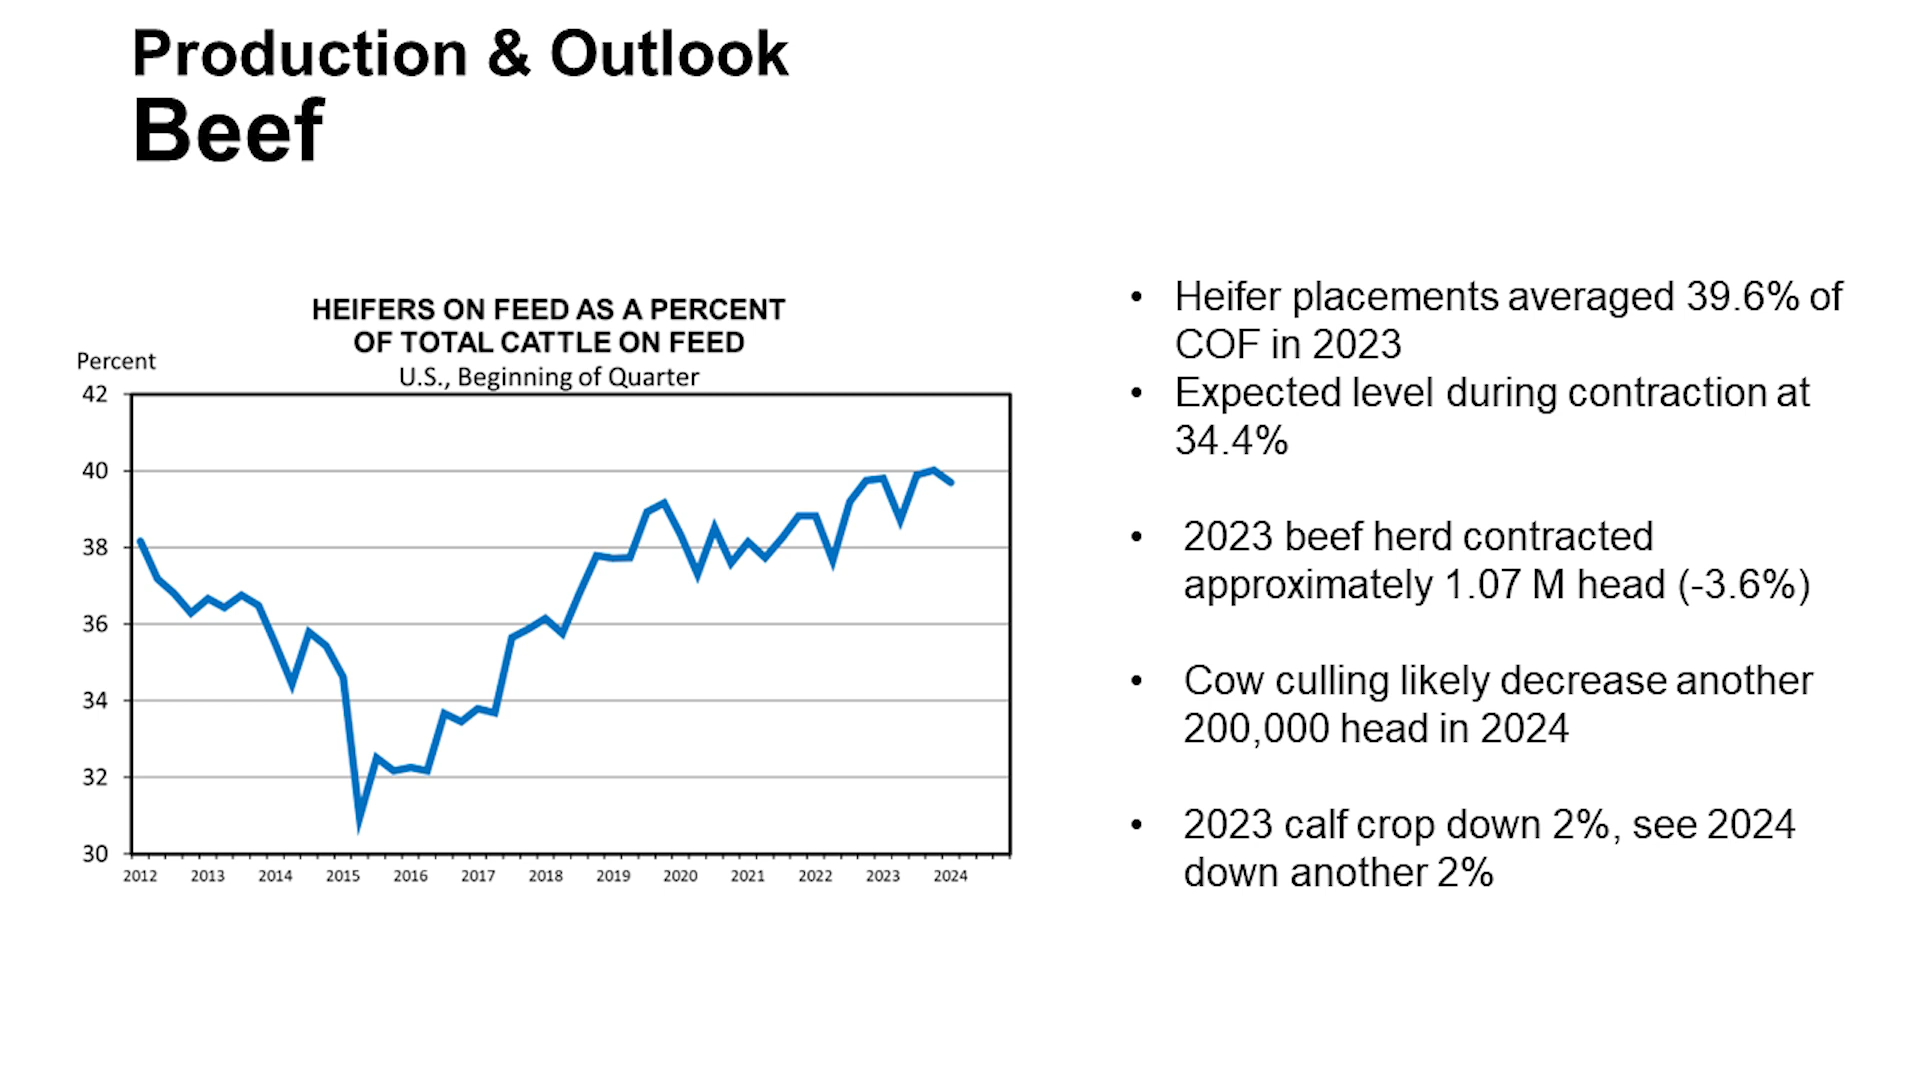 Production & Outlook
Beef
HEIFERS ON FEED AS A PERCENT
OF TOTAL CATTLE ON FEED
U.S., Beginning of Quarter
Percent
42
40
38
36
34
32
30
2012 2013 2014 2015 2016 2017 2018 2019 2020 2021 2022 2023 2024
• Heifer placements averaged 39.6% of
COF in 2023
• Expected level during contraction at
34.4%
• 2023 beef herd contracted
approximately 1.07 M head (-3.6%)
• Cow culling likely decrease another
200,000 head in 2024
• 2023 calf crop down 2%, see 2024
down another 2%